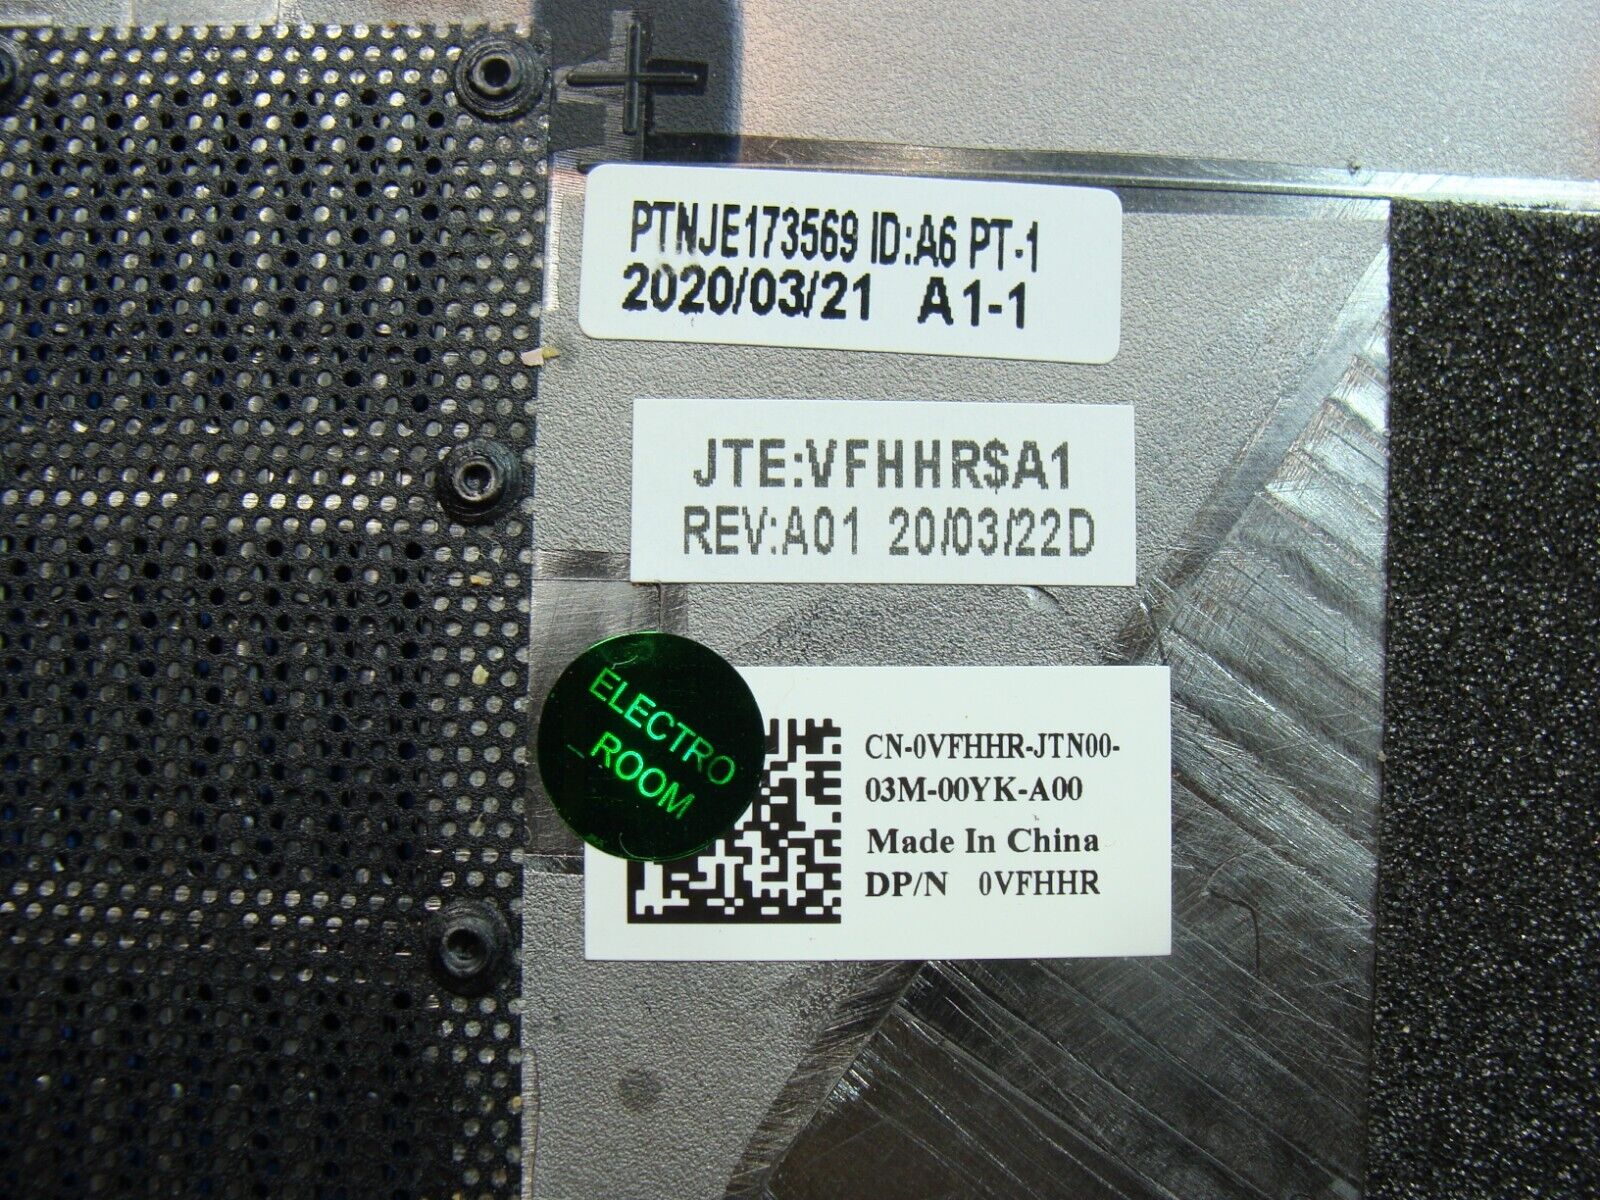 PTNJE173569 ID:A6 PT-1
2020/03/21 A1-1
JTE:VFHHR$A1
REV:A01 20/03/22D
ELECTRO
_ROOM
CN-0VFHHR-JTN00-
03M-00YK-A00
Made In China
DP/N 0VFHHR